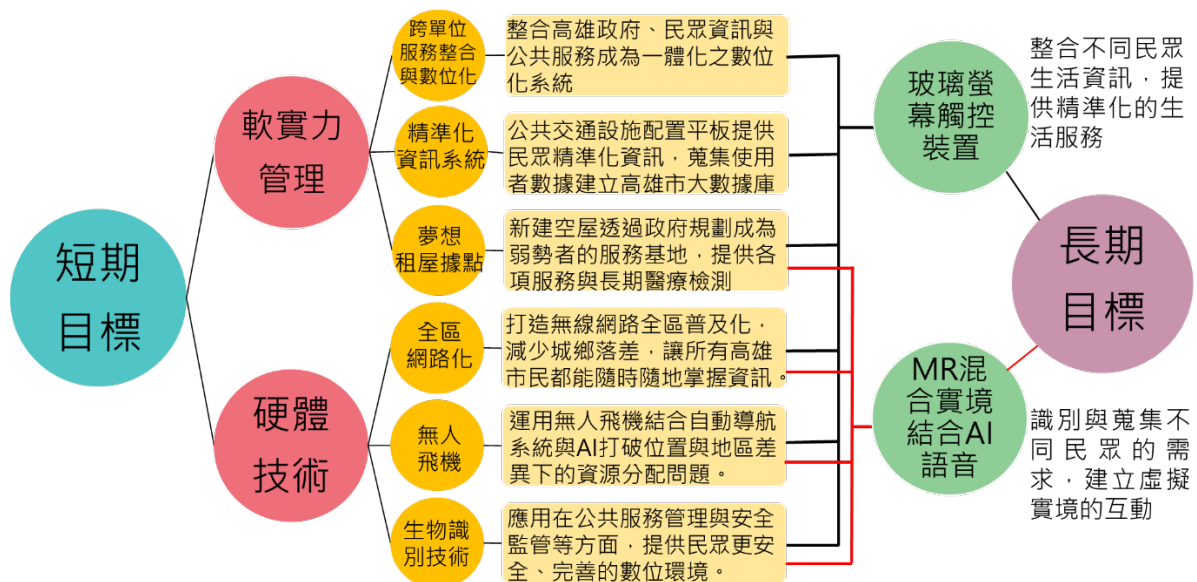 短期
目標
軟實力
管理
硬體
技術
跨單位
服務整合
與數位化
整合高雄政府、民眾資訊與
公共服務成為一體化之數位
化系統
精準化
資訊系統
公共交通設施配置平板提供
民眾精準化資訊，蒐集使用
者數據建立高雄市大數據庫
夢想
租屋據點
新建空屋透過政府規劃成為
弱勢者的服務基地，提供各
項服務與長期醫療檢測
全區
網路化
打造無線網路全區普及化，
減少城鄉落差，讓所有高雄
市民都能隨時隨地掌握資訊。
無人
飛機
運用無人飛機結合自動導航
系統與AI打破位置與地區差
異下的資源分配問題。
生物識
別技術
應用在公共服務管理與安全
監管等方面，提供民眾更安
全、完善的數位環境。
玻璃螢
幕觸控
裝置
整合不同民眾
生活資訊，提
供精準化的生
活服務
長期
目標
MR混
合實境
結合AI
語音
識別與蒐集不
同民眾的需
求，建立虛擬
實境的互動